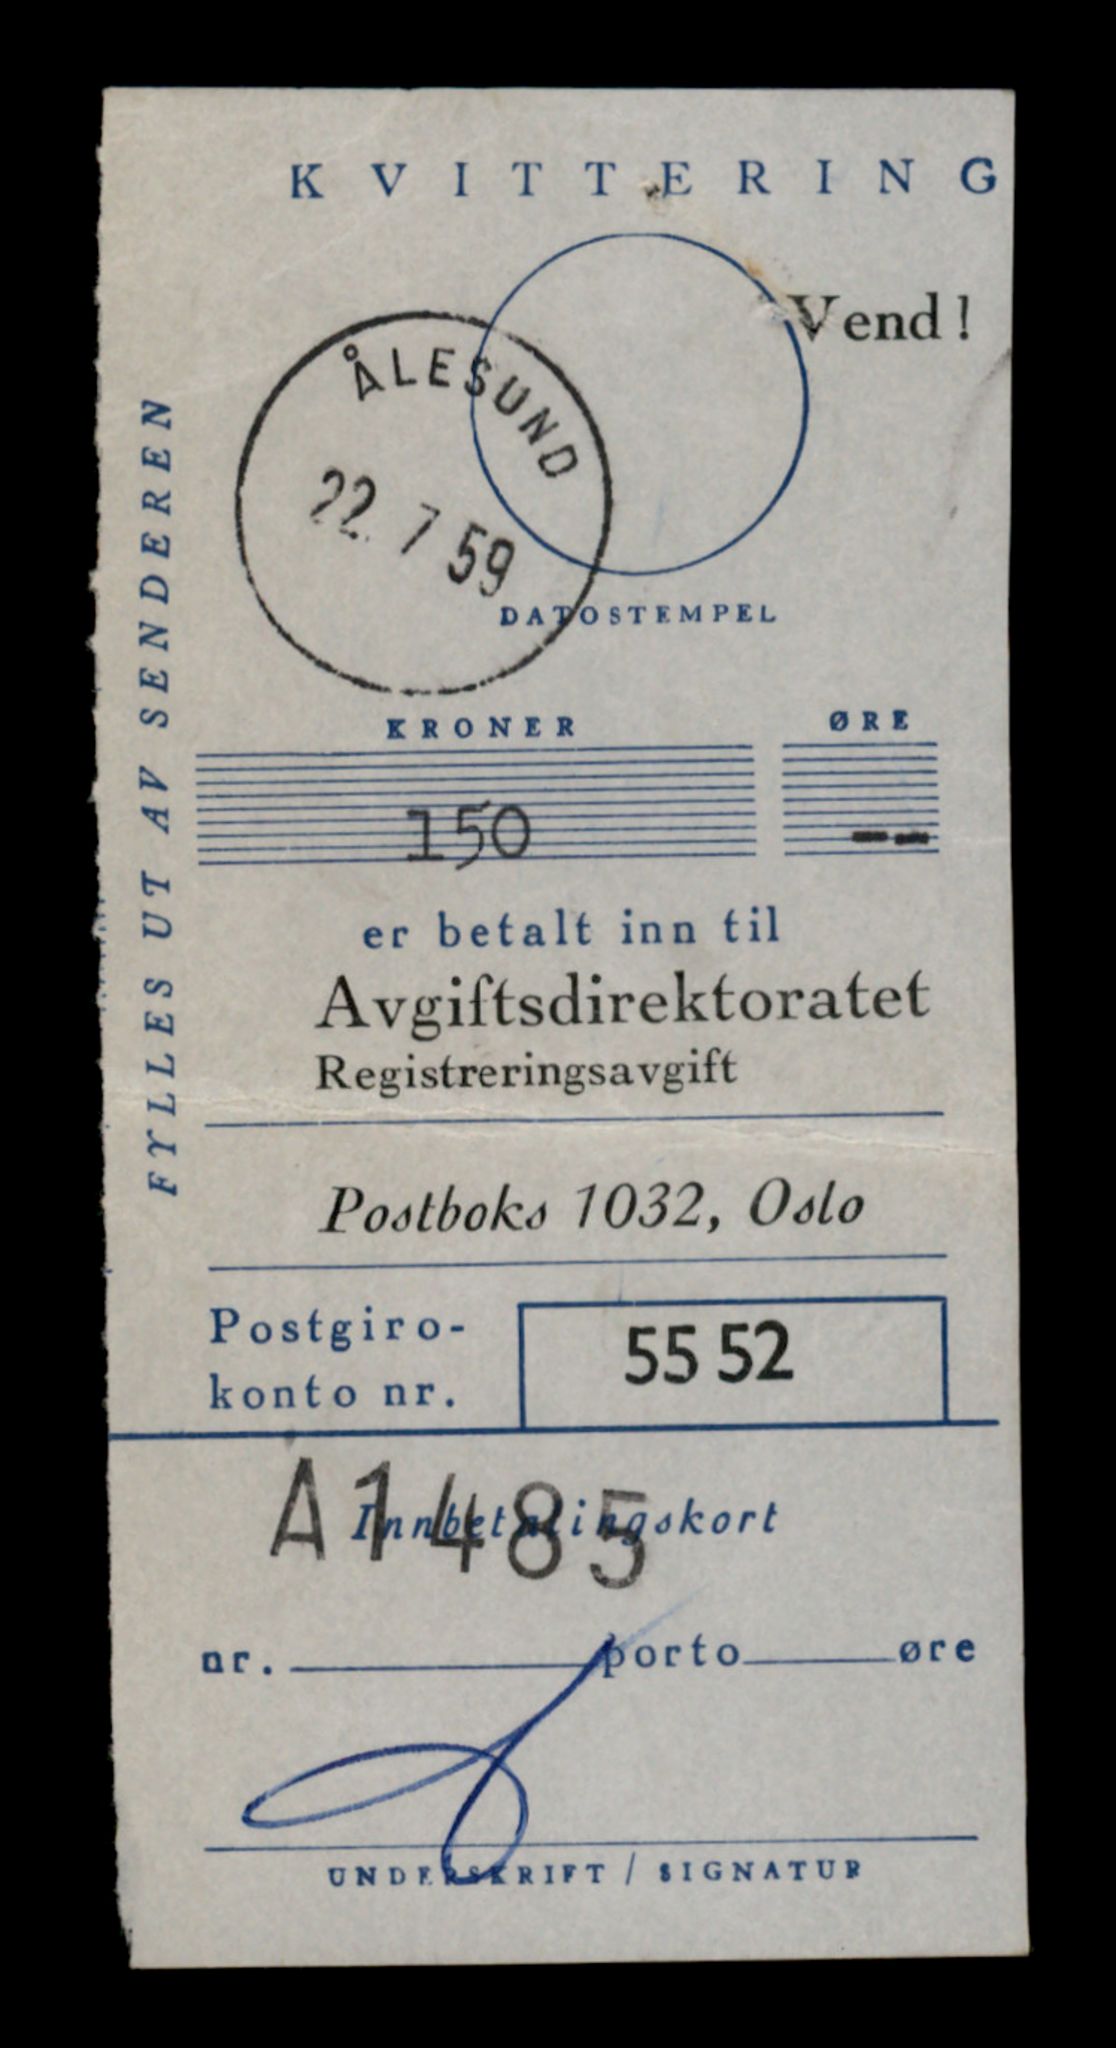 KVITTERING
Vend!
ÅLESUND
22. 7 59
DATOSTEMPEL
FYLLES UT AV SENDEREN
KRONER ØRE
150 --
er betalt inn til
Avgiftsdirektoratet
Registreringsavgift
Postboks 1032, Oslo
Postgiro-
konto nr.
55 52
A1485
Innbetalingskort
nr. porto øre
UNDERSKRIFT / SIGNATUR